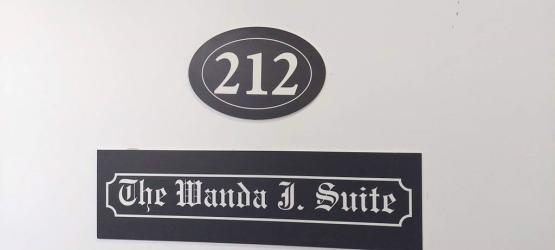 212
The Wanda J. Suite